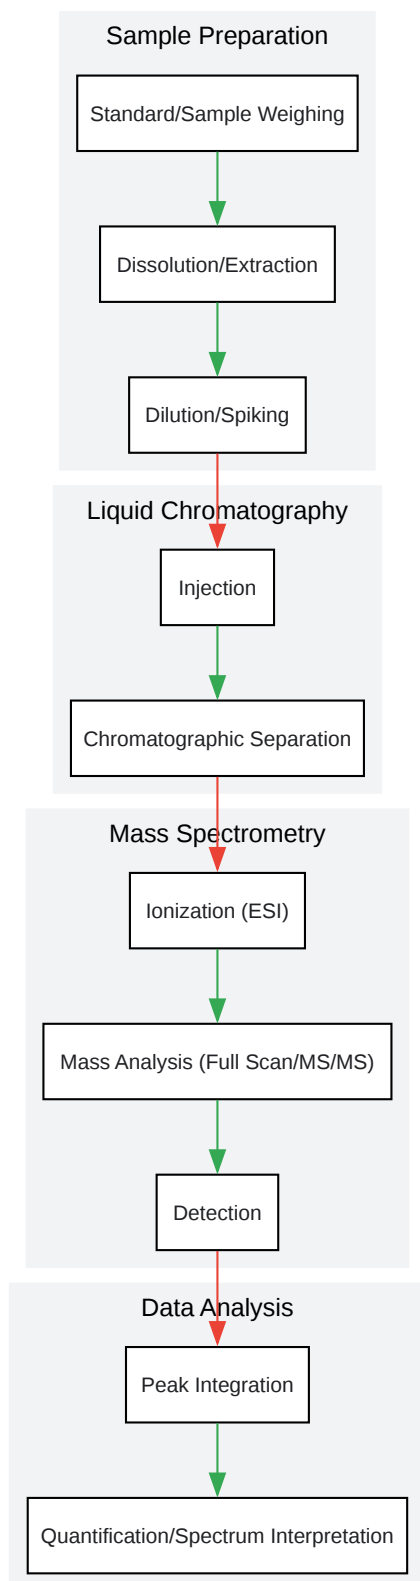 Sample Preparation
Standard/Sample Weighing
Dissolution/Extraction
Dilution/Spiking
Liquid Chromatography
Injection
Chromatographic Separation
Mass Spectrometry
Ionization (ESI)
Mass Analysis (Full Scan/MS/MS)
Detection
Data Analysis
Peak Integration
Quantification/Spectrum Interpretation